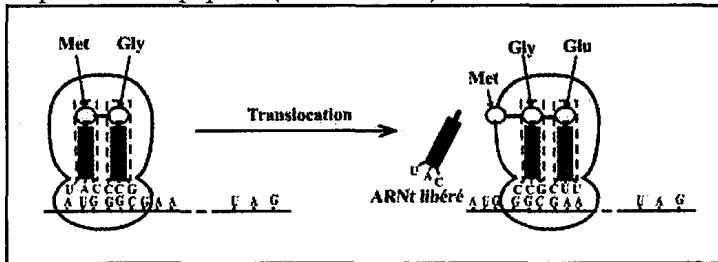 Met Gly
Gly Glu
Met
Translocation
U A C
ARNt libéré
U A C C C G
A U G G G C G A A
U A G
C C G C U U
A U G G G C G A A
U A G